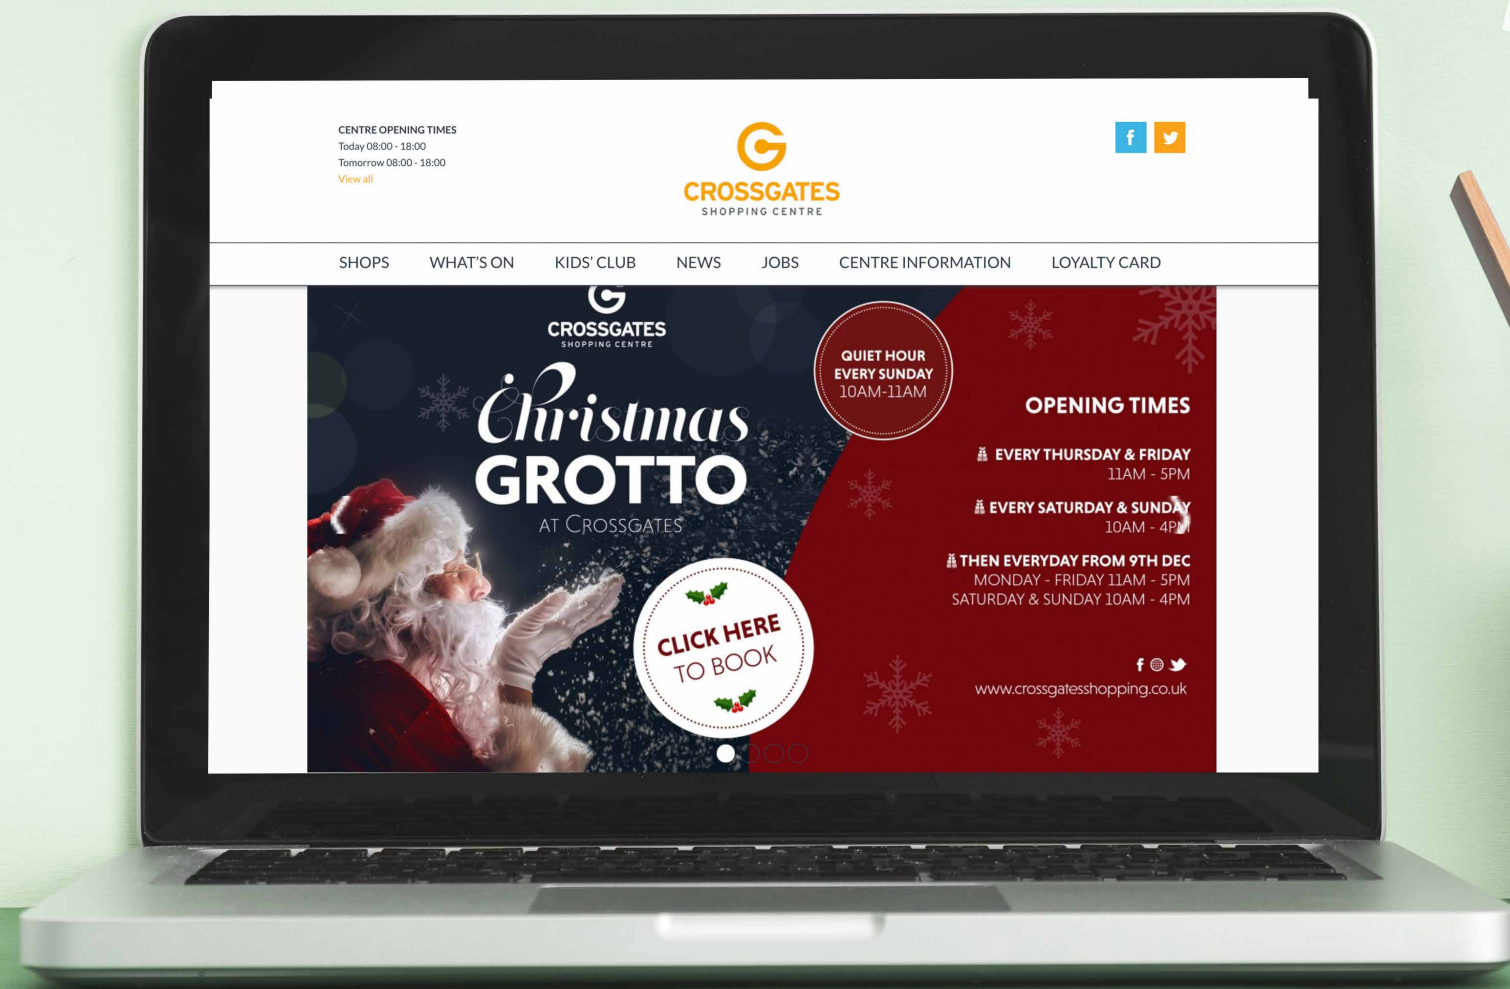 CENTRE OPENING TIMES
Today 08:00 - 18:00
Tomorrow 08:00 - 18:00
View all
CROSSGATES
SHOPPING CENTRE
SHOPS WHAT'S ON KIDS' CLUB NEWS JOBS CENTRE INFORMATION LOYALTY CARD
CROSSGATES
SHOPPING CENTRE
Christmas
GROTTO
AT CROSSGATES
CLICK HERE
TO BOOK
QUIET HOUR
EVERY SUNDAY
10AM-11AM
OPENING TIMES
EVERY THURSDAY & FRIDAY
11AM - 5PM
EVERY SATURDAY & SUNDAY
10AM - 4PM
THEN EVERYDAY FROM 9TH DEC
MONDAY - FRIDAY 11AM - 5PM
SATURDAY & SUNDAY 10AM - 4PM
www.crossgatesshopping.co.uk